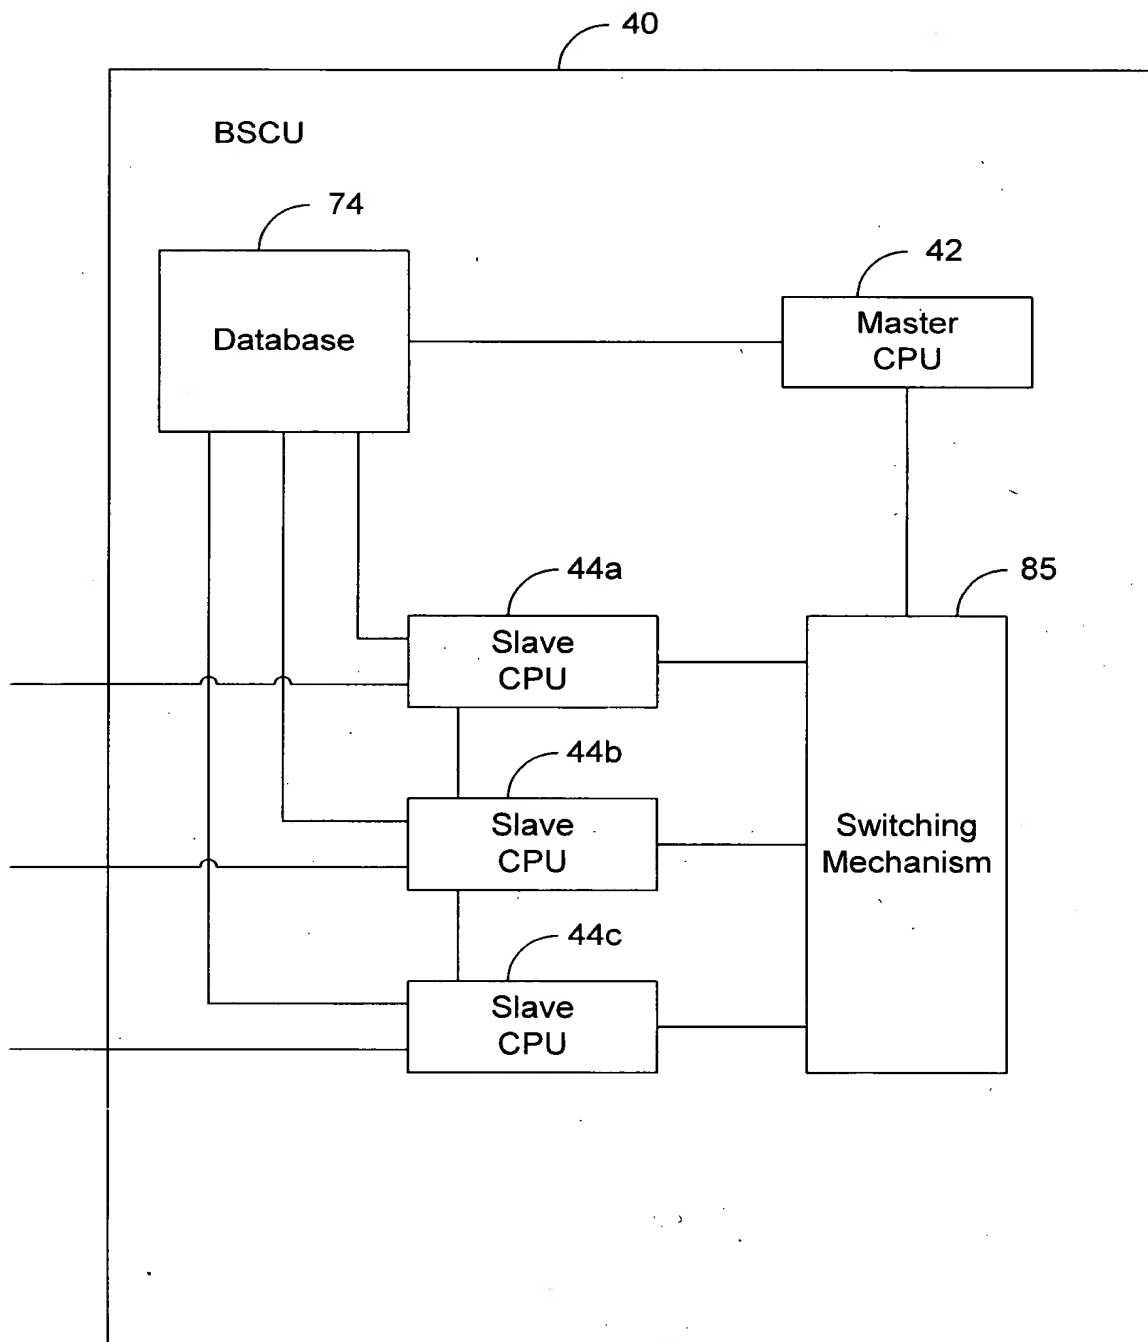 40
BSCU
74
Database
42
Master
CPU
44a
Slave
CPU
85
Switching
Mechanism
44b
Slave
CPU
44c
Slave
CPU